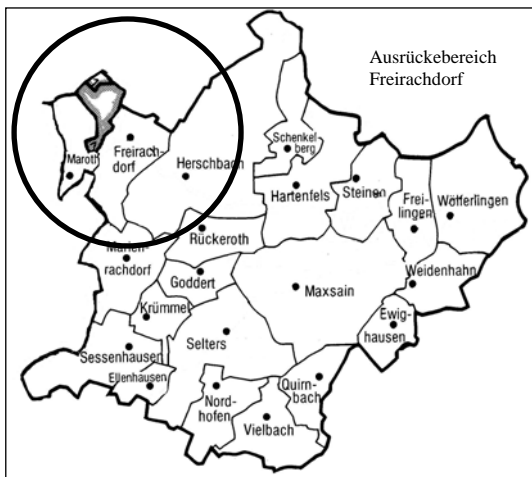 Ausrückebereich
Freirachdorf
Schenkel-
berg
Maroth
Freirach-
dorf
Herschbach
Hartenfels
Steinen
Frei-
lingen
Wölferlingen
Rückeroth
Marien-
rachdorf
Goddert
Weidenhahn
Maxsain
Krümmel
Ewig-
hausen
Selters
Sessenhausen
Ellenhausen
Nord-
hofen
Quirn-
bach
Vielbach